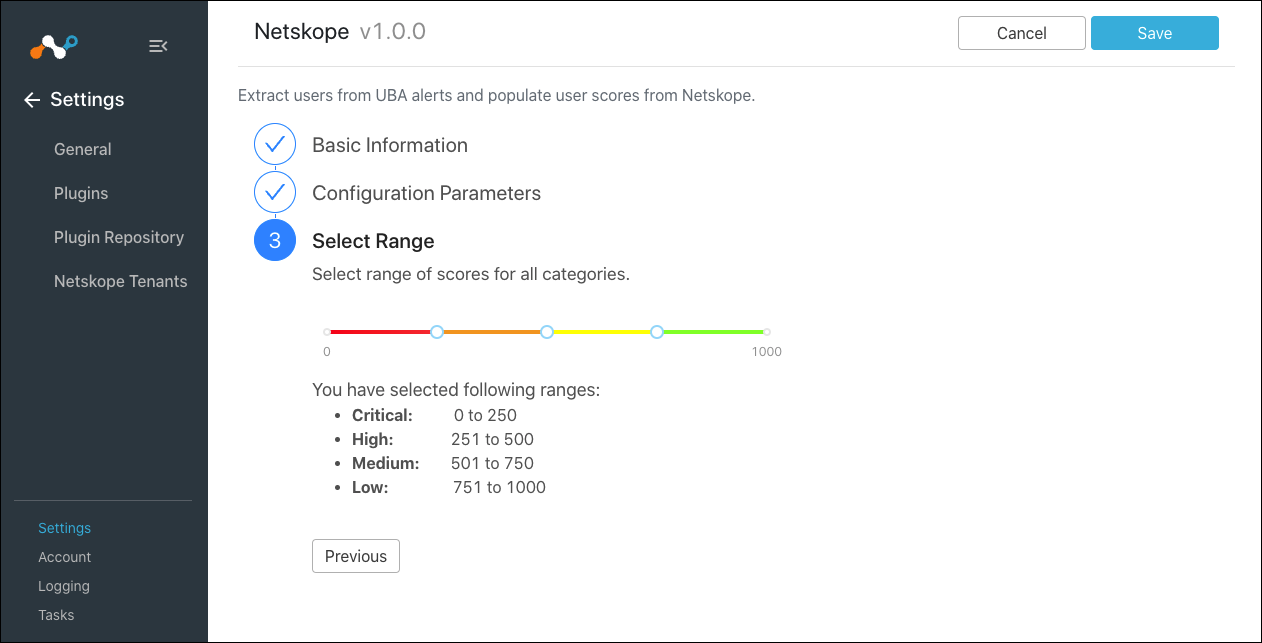 Settings
General
Plugins
Plugin Repository
Netskope Tenants
Settings
Account
Logging
Tasks
Netskope v1.0.0
Cancel
Save
Extract users from UBA alerts and populate user scores from Netskope.
Basic Information
Configuration Parameters
3 Select Range
Select range of scores for all categories.
0 1000
You have selected following ranges:
• Critical: 0 to 250
• High: 251 to 500
• Medium: 501 to 750
• Low: 751 to 1000
Previous